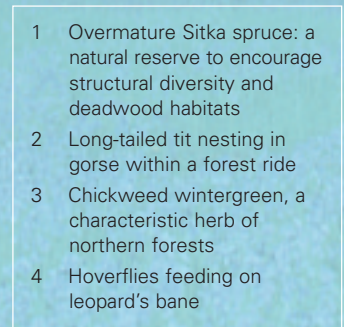 1 Overmature Sitka spruce: a
natural reserve to encourage
structural diversity and
deadwood habitats
2 Long-tailed tit nesting in
gorse within a forest ride
3 Chickweed wintergreen, a
characteristic herb of
northern forests
4 Hoverflies feeding on
leopard's bane